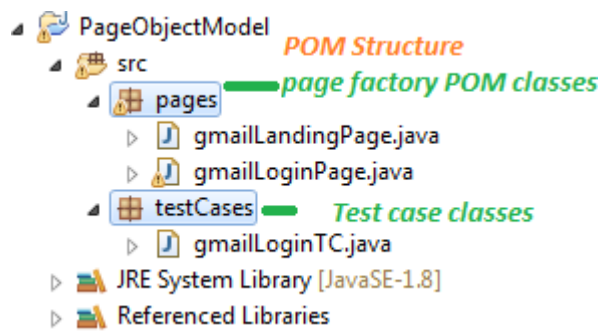 PageObjectModel
POM Structure
src
page factory POM classes
pages
gmailLandingPage.java
gmailLoginPage.java
testCases
Test case classes
gmailLoginTC.java
JRE System Library [JavaSE-1.8]
Referenced Libraries